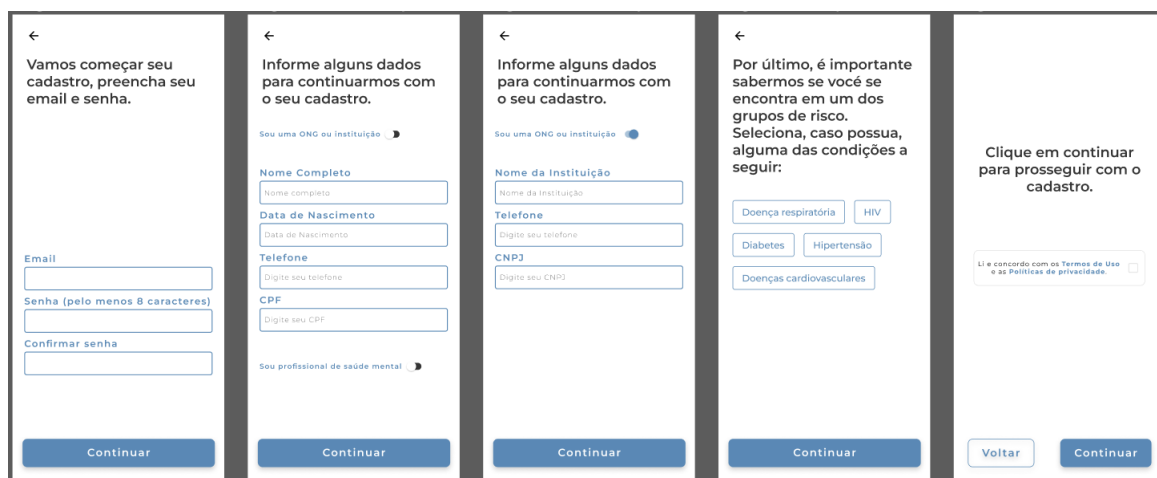 Vamos começar seu
cadastro, preencha seu
email e senha.
Email
Senha (pelo menos 8 caracteres)
Confirmar senha
Continuar
Informe alguns dados
para continuarmos com
o seu cadastro.
Sou uma ONG ou instituição
Nome Completo
Nome completo
Data de Nascimento
Data de Nascimento
Telefone
Digite seu telefone
CPF
Digite seu CPF
Sou profissional de saúde mental
Continuar
Informe alguns dados
para continuarmos com
o seu cadastro.
Sou uma ONG ou instituição
Nome da Instituição
Nome da Instituição
Telefone
Digite seu telefone
CNPJ
Digite seu CNPJ
Continuar
Por último, é importante
sabermos se vocé se
encontra em um dos
grupos de risco.
Seleciona, caso possua,
alguma das condições a
seguir:
Doença respiratória
HIV
Diabetes
Hipertensão
Doenças cardiovasculares
Continuar
Clique em continuar
para prosseguir com o
cadastro.
Li e concordo com os Termos de Uso
e as Políticas de privacidade.
Voltar
Continuar